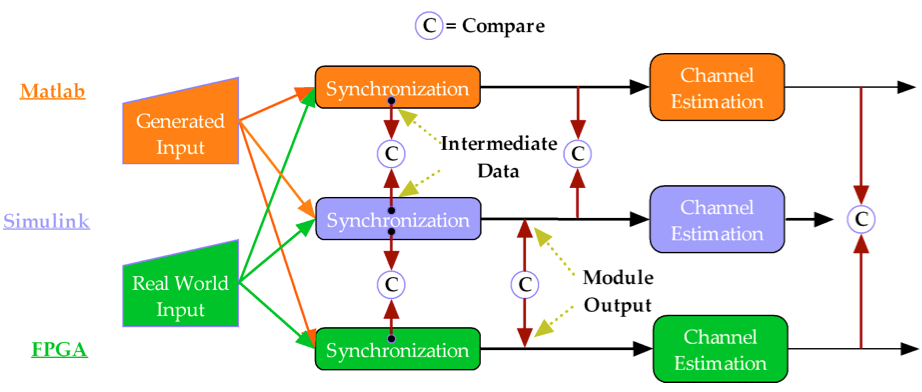 C = Compare
Matlab
Generated
Input
Synchronization
Channel
Estimation
C
Intermediate
Data
C
Simulink
Synchronization
Channel
Estimation
C
Real World
Input
C
C
Module
Output
FPGA
Synchronization
Channel
Estimation